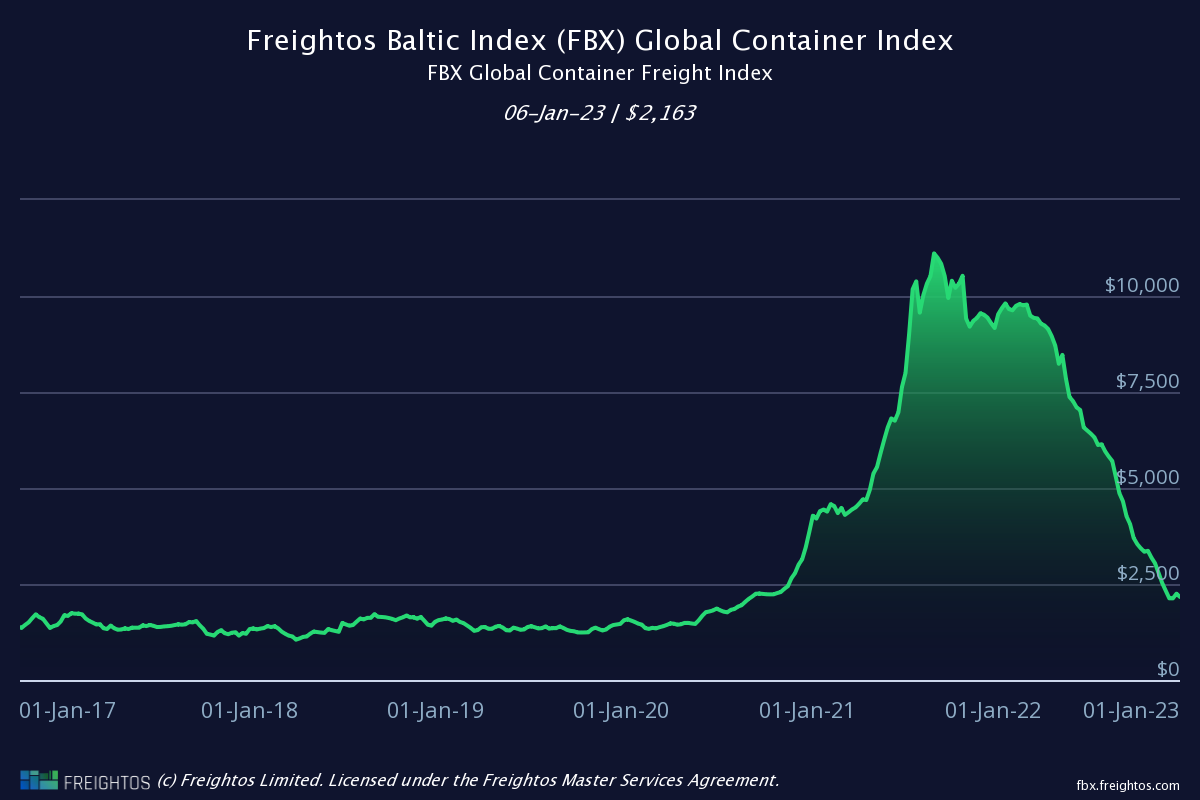 Freightos Baltic Index (FBX) Global Container Index
FBX Global Container Freight Index
06-Jan-23 | $2,163
$10,000
$7,500
$5,000
$2,500
$0
01-Jan-17 01-Jan-18 01-Jan-19 01-Jan-20 01-Jan-21 01-Jan-22 01-Jan-23
FREIGHTOS (c) Freightos Limited. Licensed under the Freightos Master Services Agreement.
fbx.freightos.com